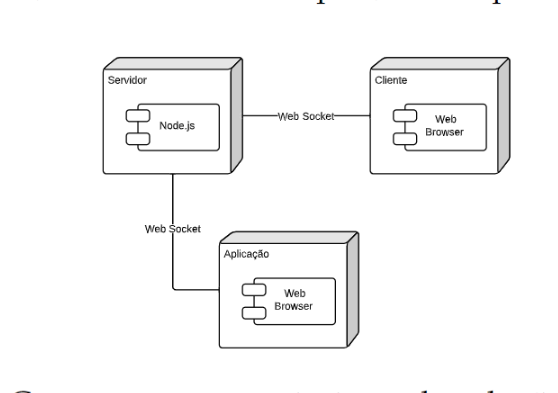 Servidor
Node.js
Web Socket
Cliente
Web
Browser
Web Socket
Aplicação
Web
Browser